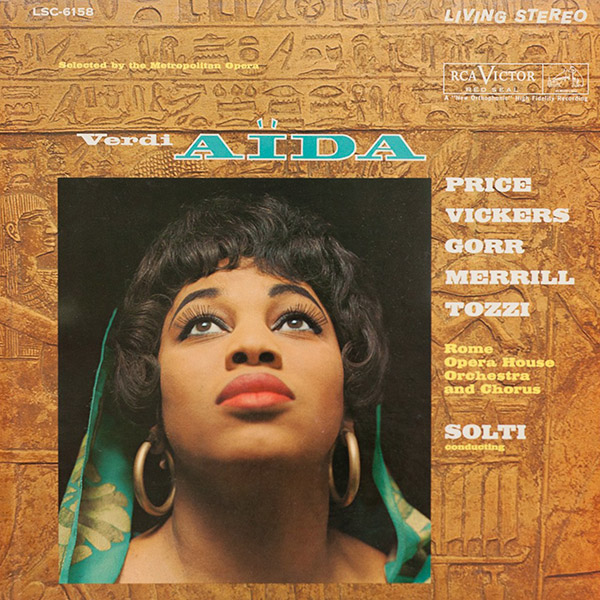 LSC-6158
LIVING STEREO
Selected by the Metropolitan Opera
RCA VICTOR
RED SEAL
A "New Orthophonic" High Fidelity Recording
Verdi AÏDA
PRICE
VICKERS
GORR
MERRILL
TOZZI
Rome
Opera House
Orchestra
and Chorus
SOLTI
conducting